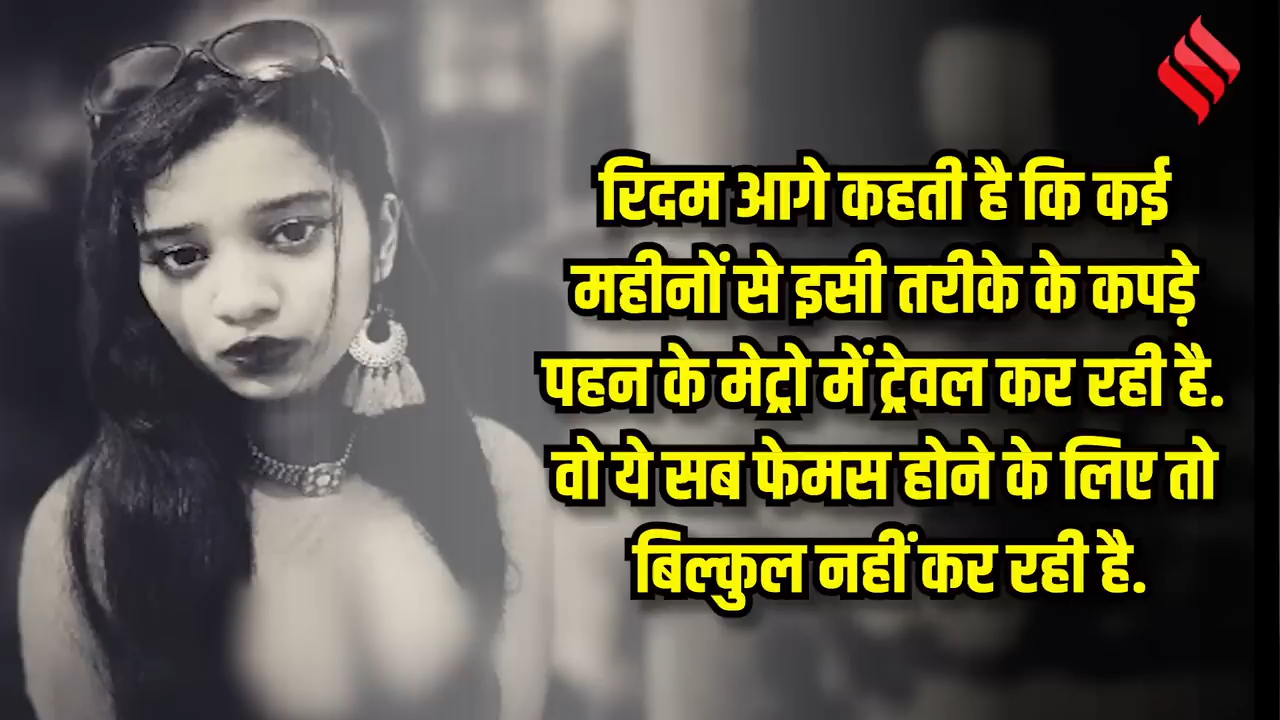 रिदम आगे कहती है कि कई
महीनों से इसी तरीके के कपड़े
पहन के मेट्रो में ट्रेवल कर रही है.
वो ये सब फेमस होने के लिए तो
बिल्कुल नहीं कर रही है.